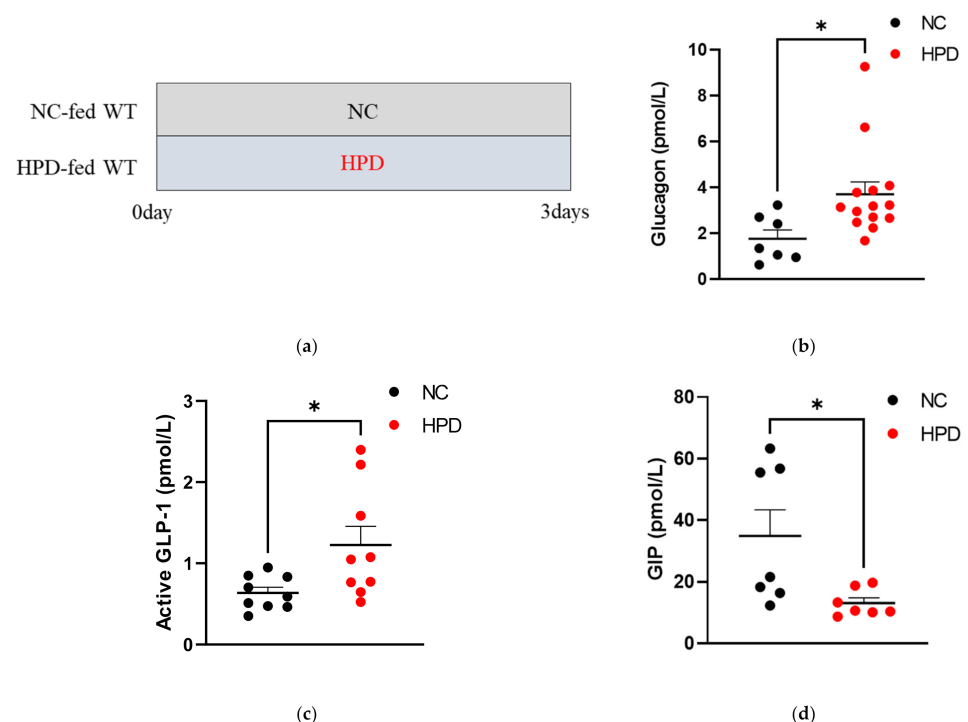 NC-fed WT
NC
HPD-fed WT
HPD
0day
3days
(a)
NC
HPD
*
Glucagon (pmol/L)
10
8
6
4
2
0
(b)
NC
HPD
*
Active GLP-1 (pmol/L)
3
2
1
0
(c)
NC
HPD
*
GIP (pmol/L)
80
60
40
20
0
(d)